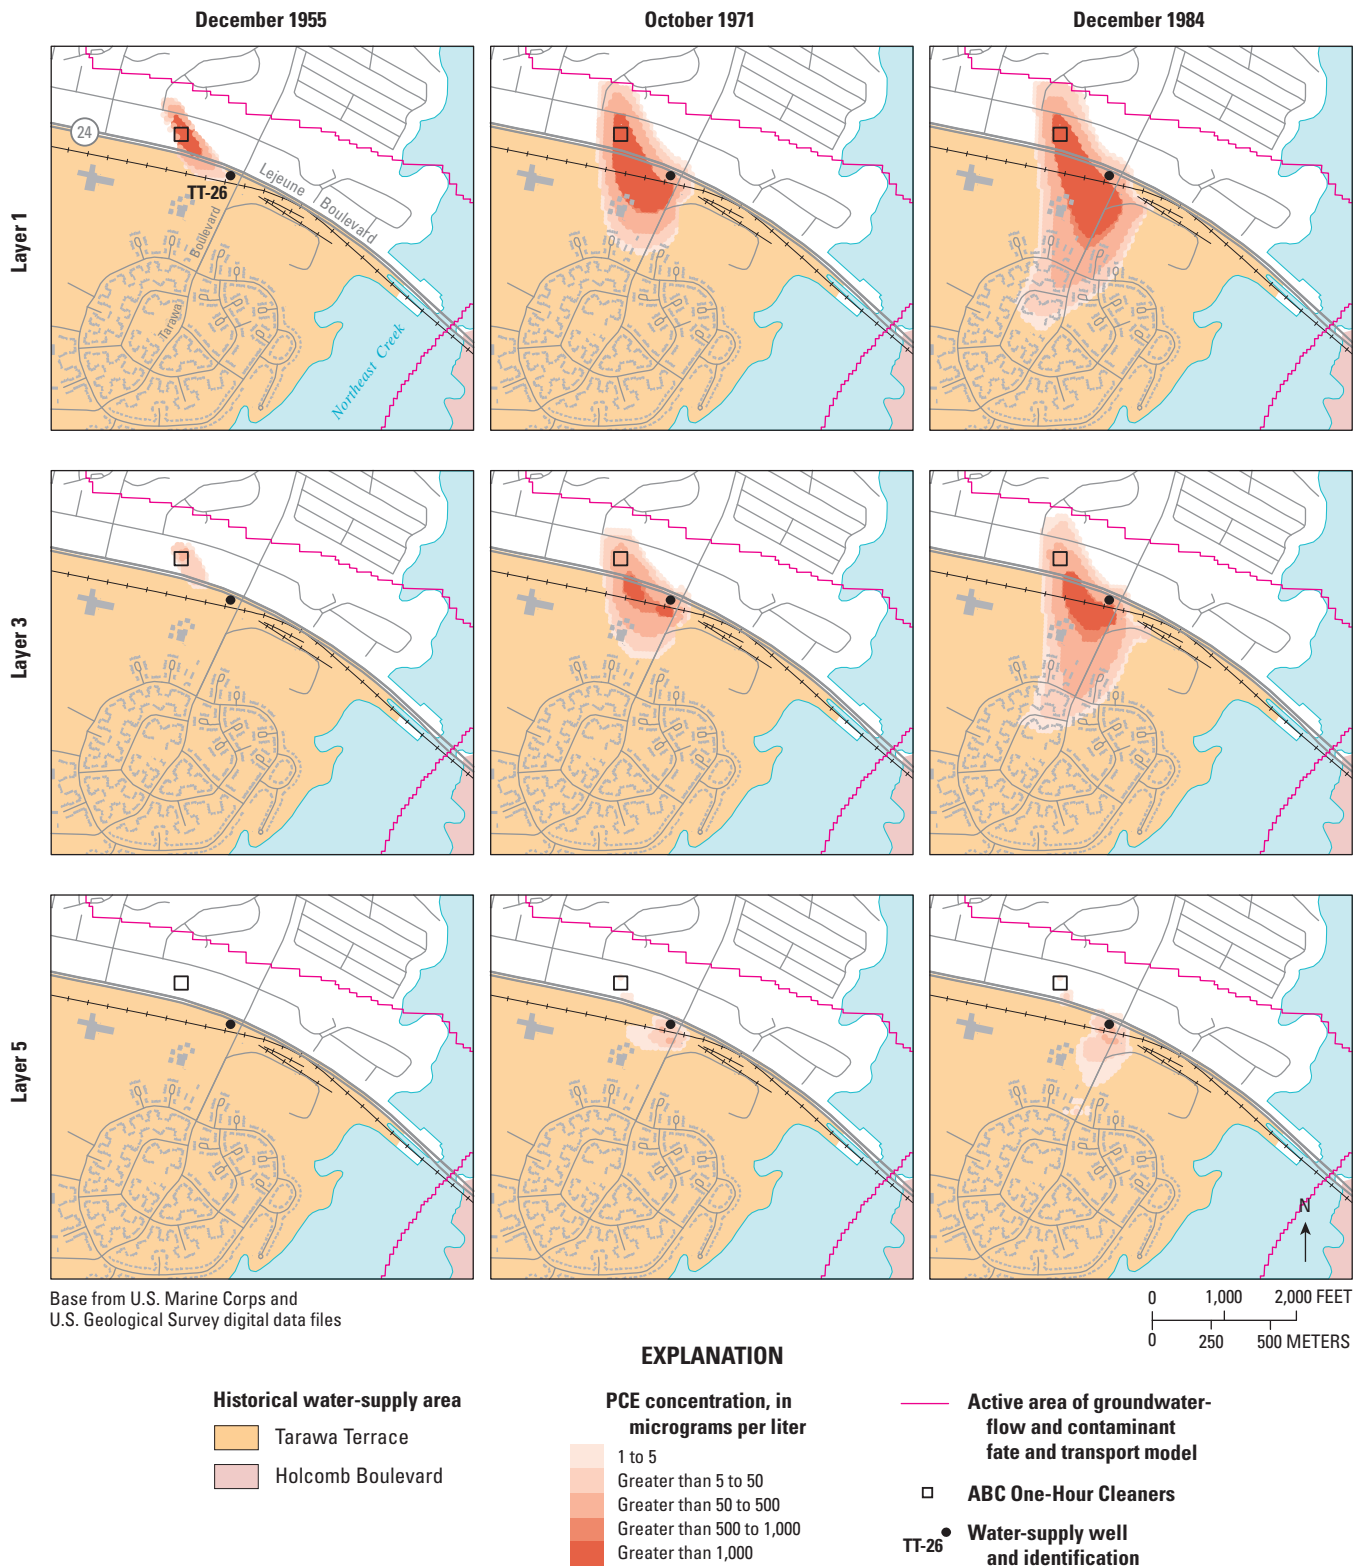 December 1955
October 1971
December 1984
Layer 1
24
TT-26
Lejeune
Boulevard
Boulevard
Tarawa
Northeast Creek
Layer 3
Layer 5
N
Base from U.S. Marine Corps and
U.S. Geological Survey digital data files
0 1,000 2,000 FEET
0 250 500 METERS
EXPLANATION
Historical water-supply area
Tarawa Terrace
Holcomb Boulevard
PCE concentration, in
micrograms per liter
1 to 5
Greater than 5 to 50
Greater than 50 to 500
Greater than 500 to 1,000
Greater than 1,000
Active area of groundwater-
flow and contaminant
fate and transport model
ABC One-Hour Cleaners
TT-26 Water-supply well
and identification